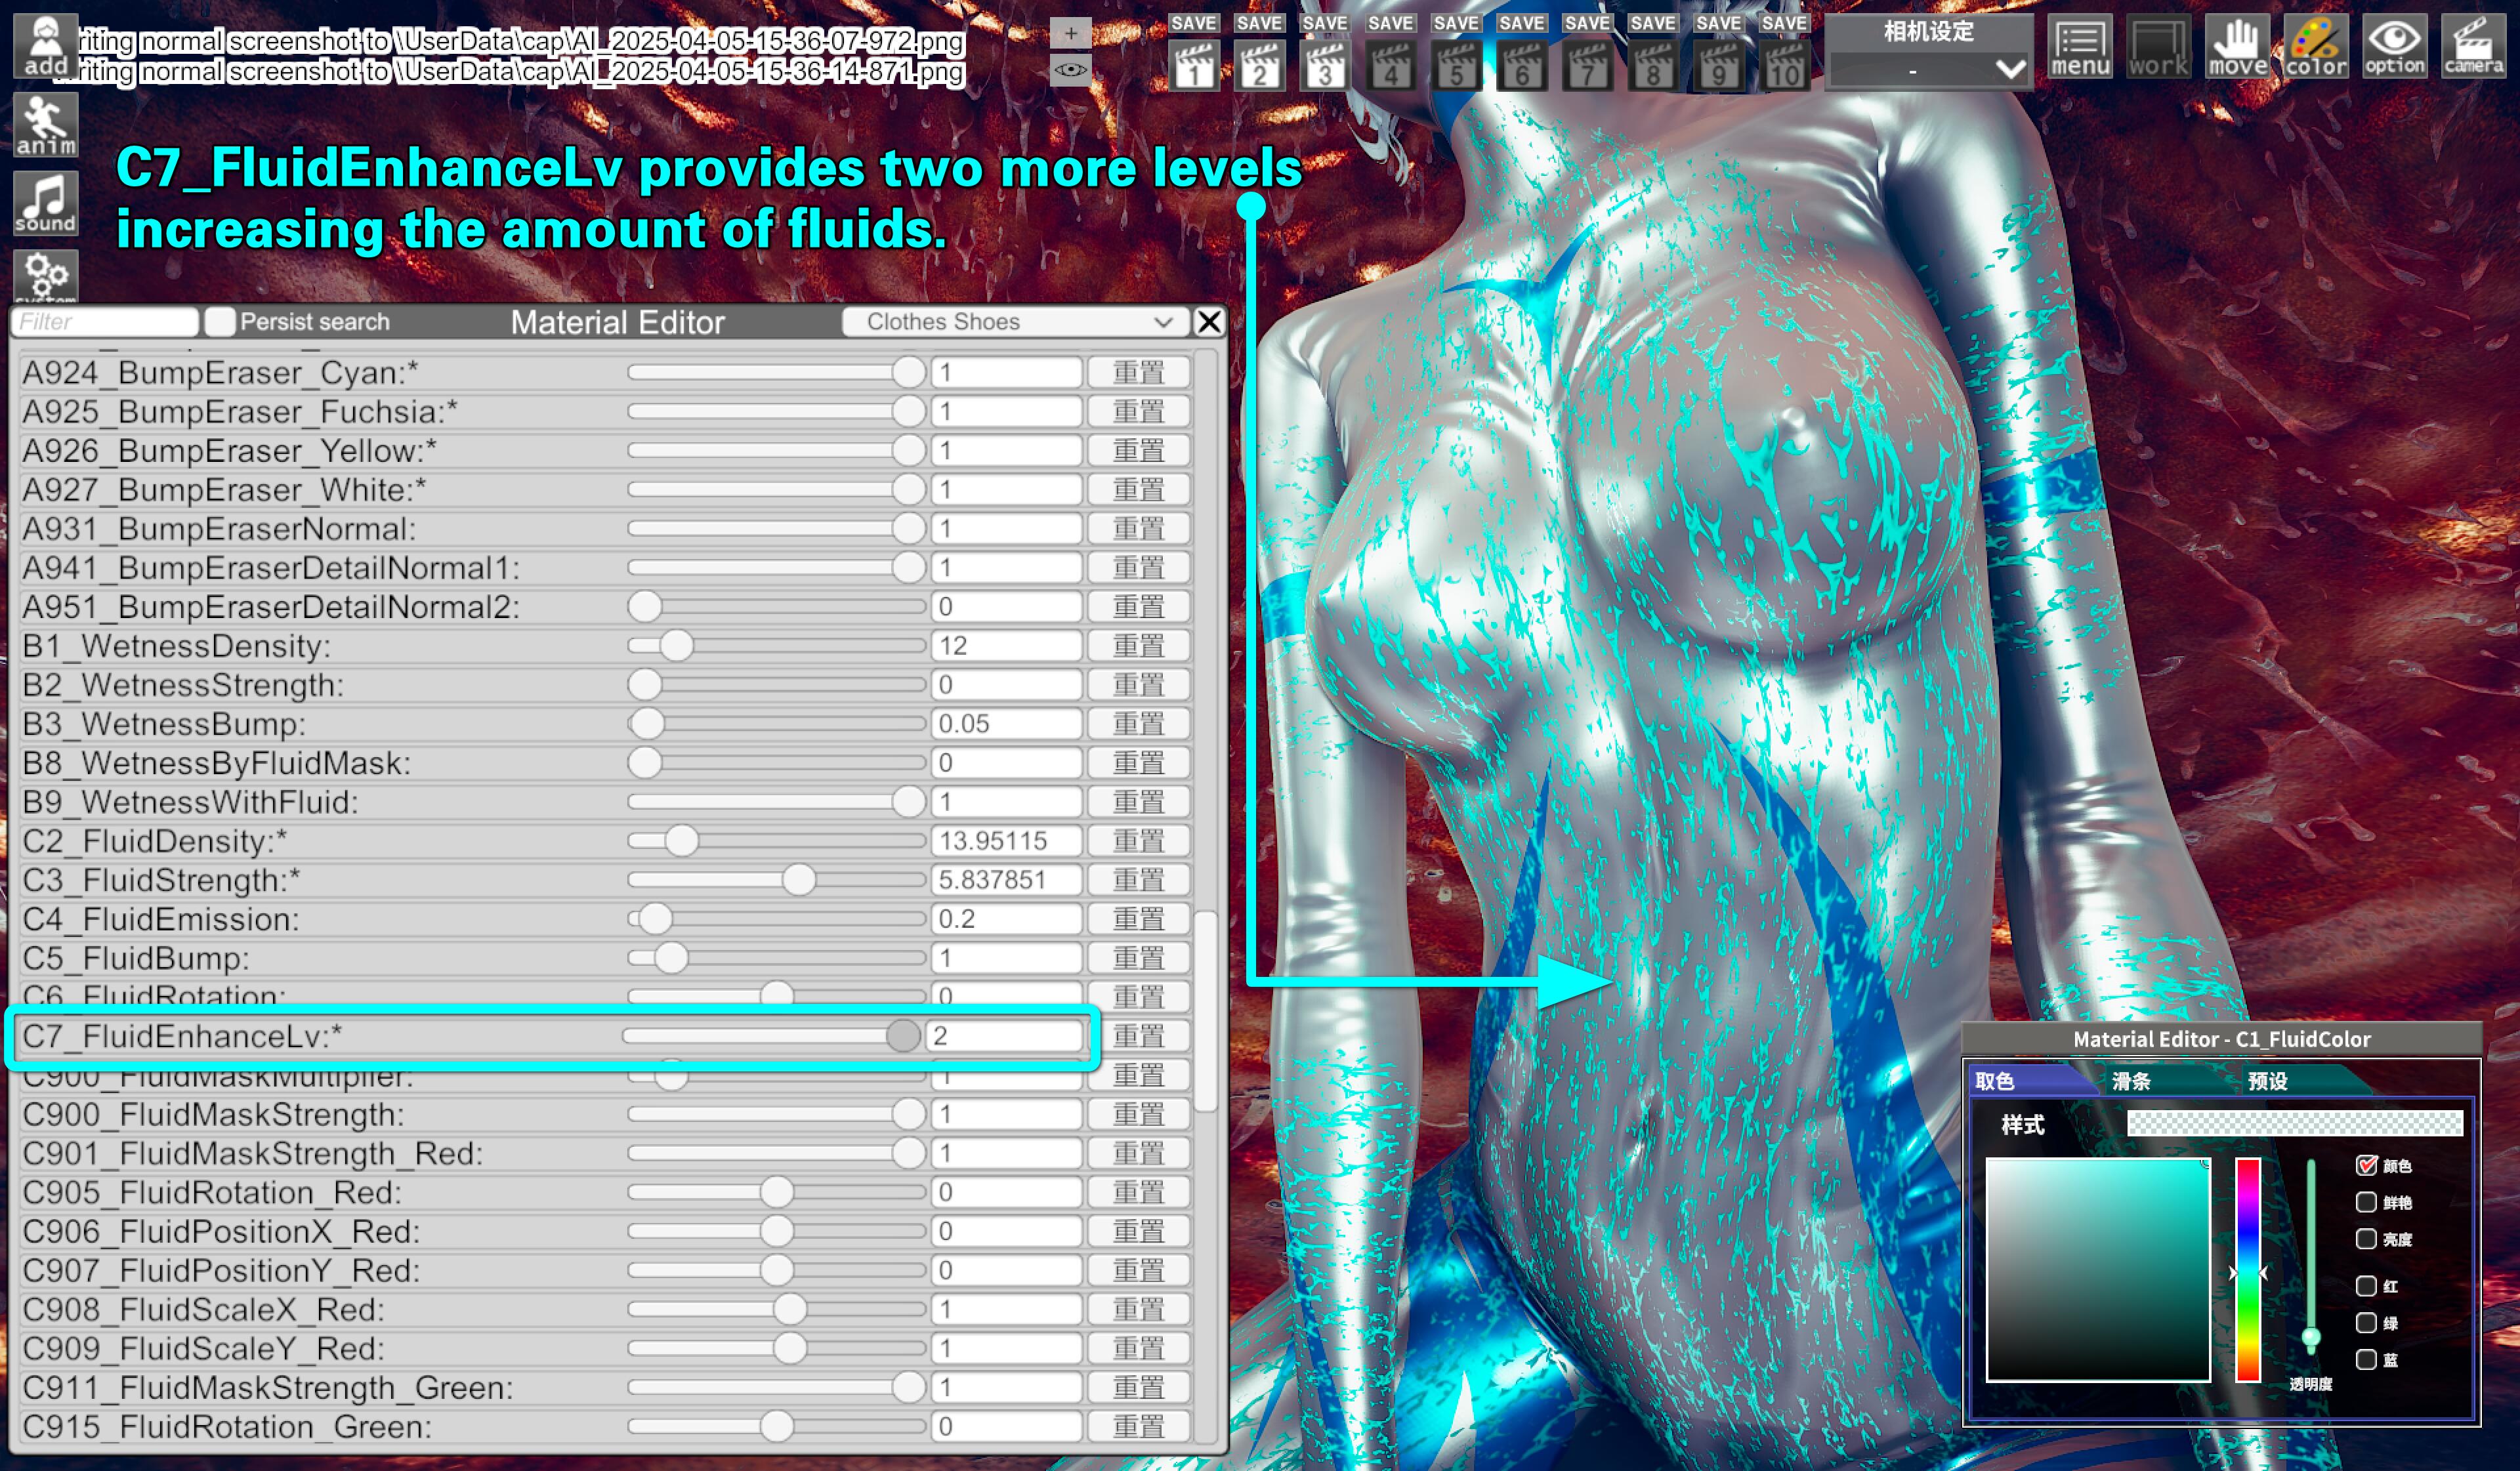 riting normal screenshot to \UserData\cap\AI_2025-04-05-15-36-07-972.png
riting normal screenshot to \UserData\cap\AI_2025-04-05-15-36-14-871.png
add
anim
sound
system
+
SAVE SAVE SAVE SAVE SAVE SAVE SAVE SAVE SAVE SAVE
1 2 3 4 5 6 7 8 9 10
相机设定
-
menu work move color option camera
C7_FluidEnhanceLv provides two more levels
increasing the amount of fluids.
Filter Persist search Material Editor Clothes Shoes X
A924_BumpEraser_Cyan:* 1 重置
A925_BumpEraser_Fuchsia:* 1 重置
A926_BumpEraser_Yellow:* 1 重置
A927_BumpEraser_White:* 1 重置
A931_BumpEraserNormal: 1 重置
A941_BumpEraserDetailNormal1: 1 重置
A951_BumpEraserDetailNormal2: 0 重置
B1_WetnessDensity: 12 重置
B2_WetnessStrength: 0 重置
B3_WetnessBump: 0.05 重置
B8_WetnessByFluidMask: 0 重置
B9_WetnessWithFluid: 1 重置
C2_FluidDensity:* 13.95115 重置
C3_FluidStrength:* 5.837851 重置
C4_FluidEmission: 0.2 重置
C5_FluidBump: 1 重置
C6_FluidRotation: 0 重置
C7_FluidEnhanceLv:* 2 重置
C900_FluidMaskMultiplier: 1 重置
C900_FluidMaskStrength: 1 重置
C901_FluidMaskStrength_Red: 1 重置
C905_FluidRotation_Red: 0 重置
C906_FluidPositionX_Red: 0 重置
C907_FluidPositionY_Red: 0 重置
C908_FluidScaleX_Red: 1 重置
C909_FluidScaleY_Red: 1 重置
C911_FluidMaskStrength_Green: 1 重置
C915_FluidRotation_Green: 0 重置
Material Editor - C1_FluidColor
取色 滑条 预设
样式
颜色
鲜艳
亮度
红
绿
蓝
透明度